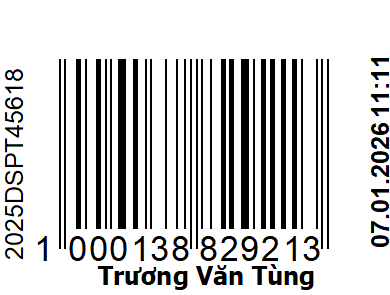 2025DSPT45618
1 000138 829213
07.01.2026 11:11
Trương Văn Tùng